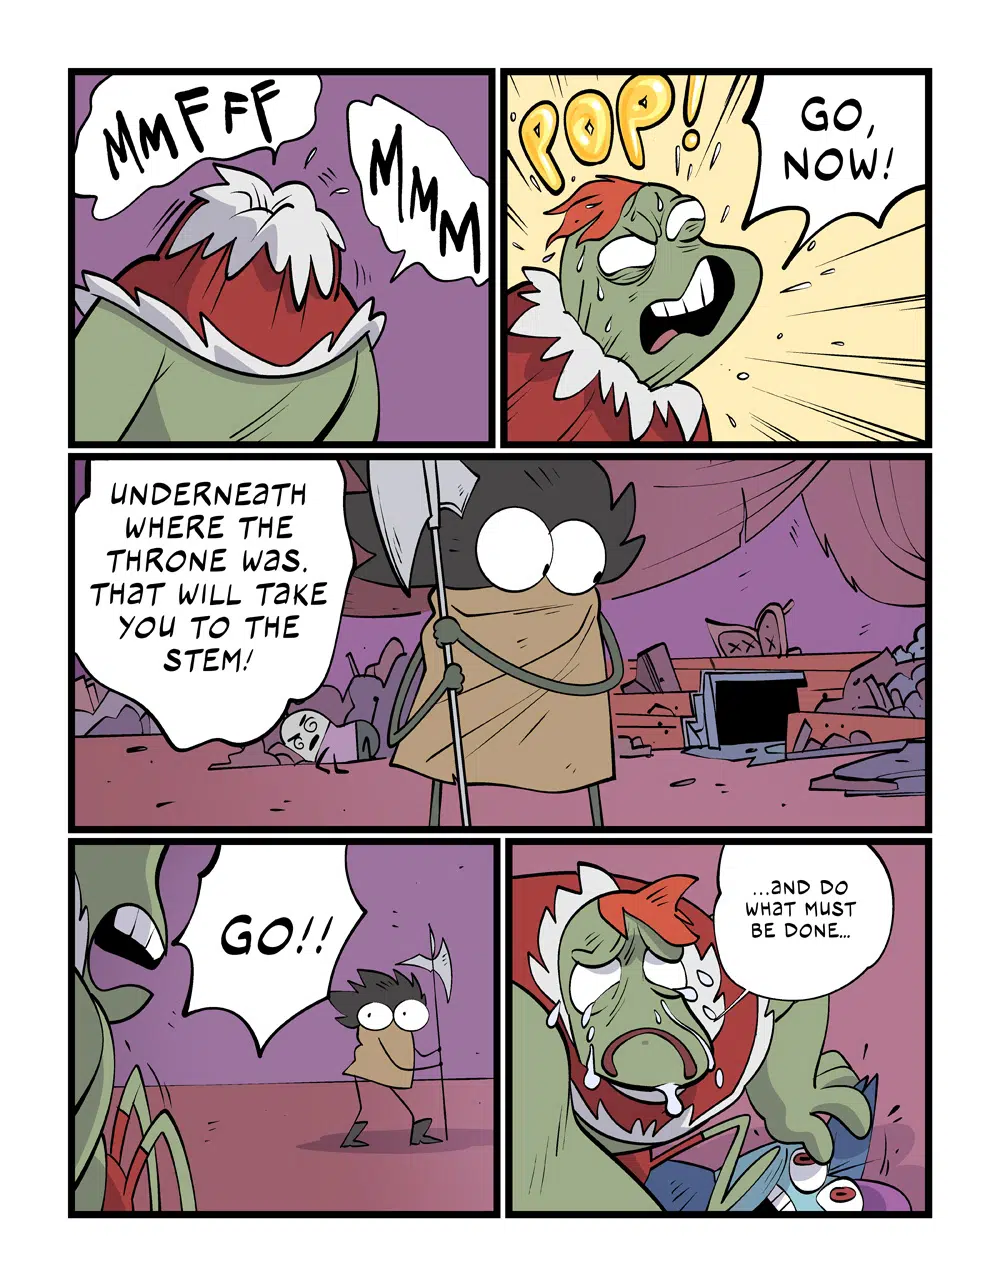 MMFFF
MMM
POP!
GO,
NOW!
UNDERNEATH
WHERE THE
THRONE WAS.
THAT WILL TAKE
YOU TO THE
STEM!
GO!!
...AND DO
WHAT MUST
BE DONE...